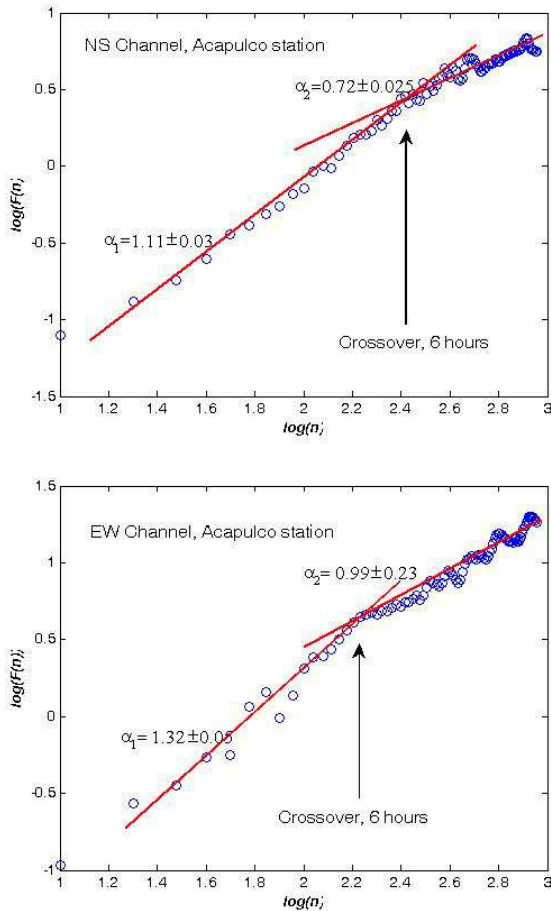 NS Channel, Acapulco station
α2=0.72±0.025
α1=1.11±0.03
Crossover, 6 hours
log(F(n)
1
0.5
0
-0.5
-1
-1.5
1 1.2 1.4 1.6 1.8 2 2.2 2.4 2.6 2.8 3
log(n)
EW Channel, Acapulco station
α2= 0.99±0.23
α1= 1.32±0.05
Crossover, 6 hours
log(F(n)
1.5
1
0.5
0
-0.5
-1
1 1.2 1.4 1.6 1.8 2 2.2 2.4 2.6 2.8 3
log(n)